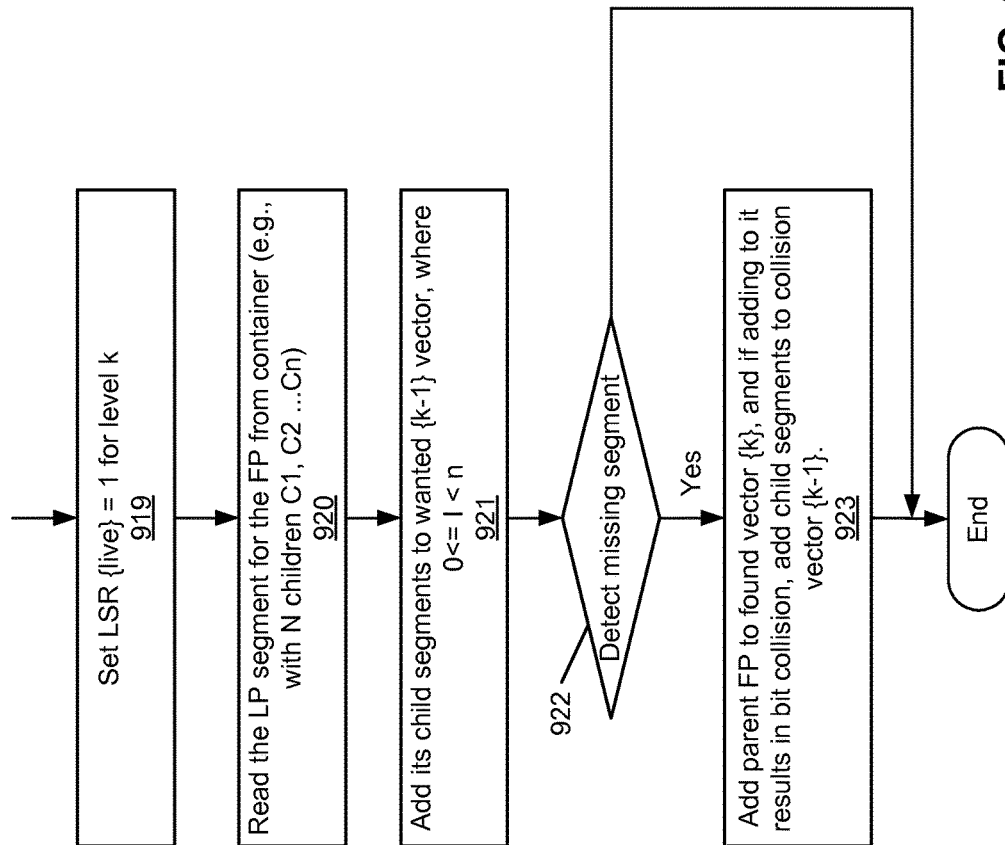 Set LSR {live} = 1 for level k
919
Read the LP segment for the FP from container (e.g.,
with N children C1, C2 ...Cn)
920
Add its child segments to wanted {k-1} vector, where
0<= I < n
921
922
Detect missing segment
Yes
Add parent FP to found vector {k}, and if adding to it
results in bit collision, add child segments to collision
vector {k-1}.
923
End